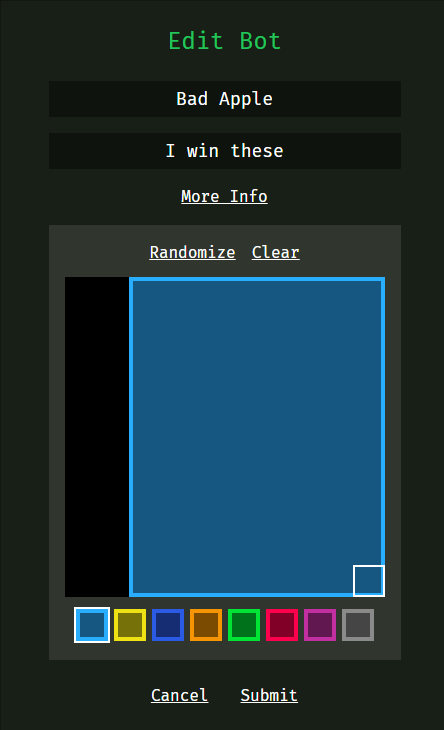 Edit Bot
Bad Apple
I win these
More Info
Randomize Clear
Cancel Submit